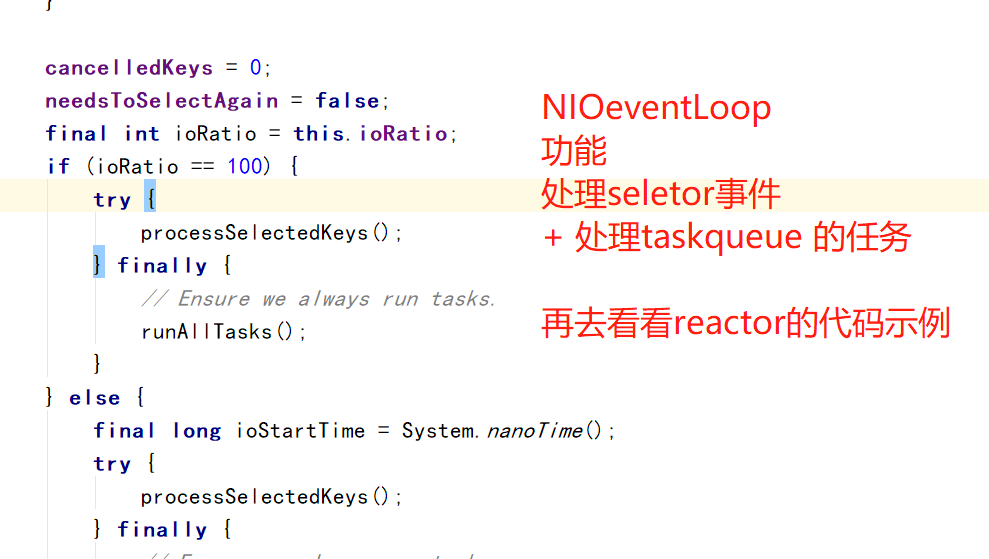 }
cancelledKeys = 0;
needsToSelectAgain = false;
final int ioRatio = this.ioRatio;
if (ioRatio == 100) {
try {
processSelectedKeys();
} finally {
// Ensure we always run tasks.
runAllTasks();
}
} else {
final long ioStartTime = System.nanoTime();
try {
processSelectedKeys();
} finally {
NIOeventLoop
功能
处理seletor事件
+ 处理taskqueue 的任务
再去看看reactor的代码示例